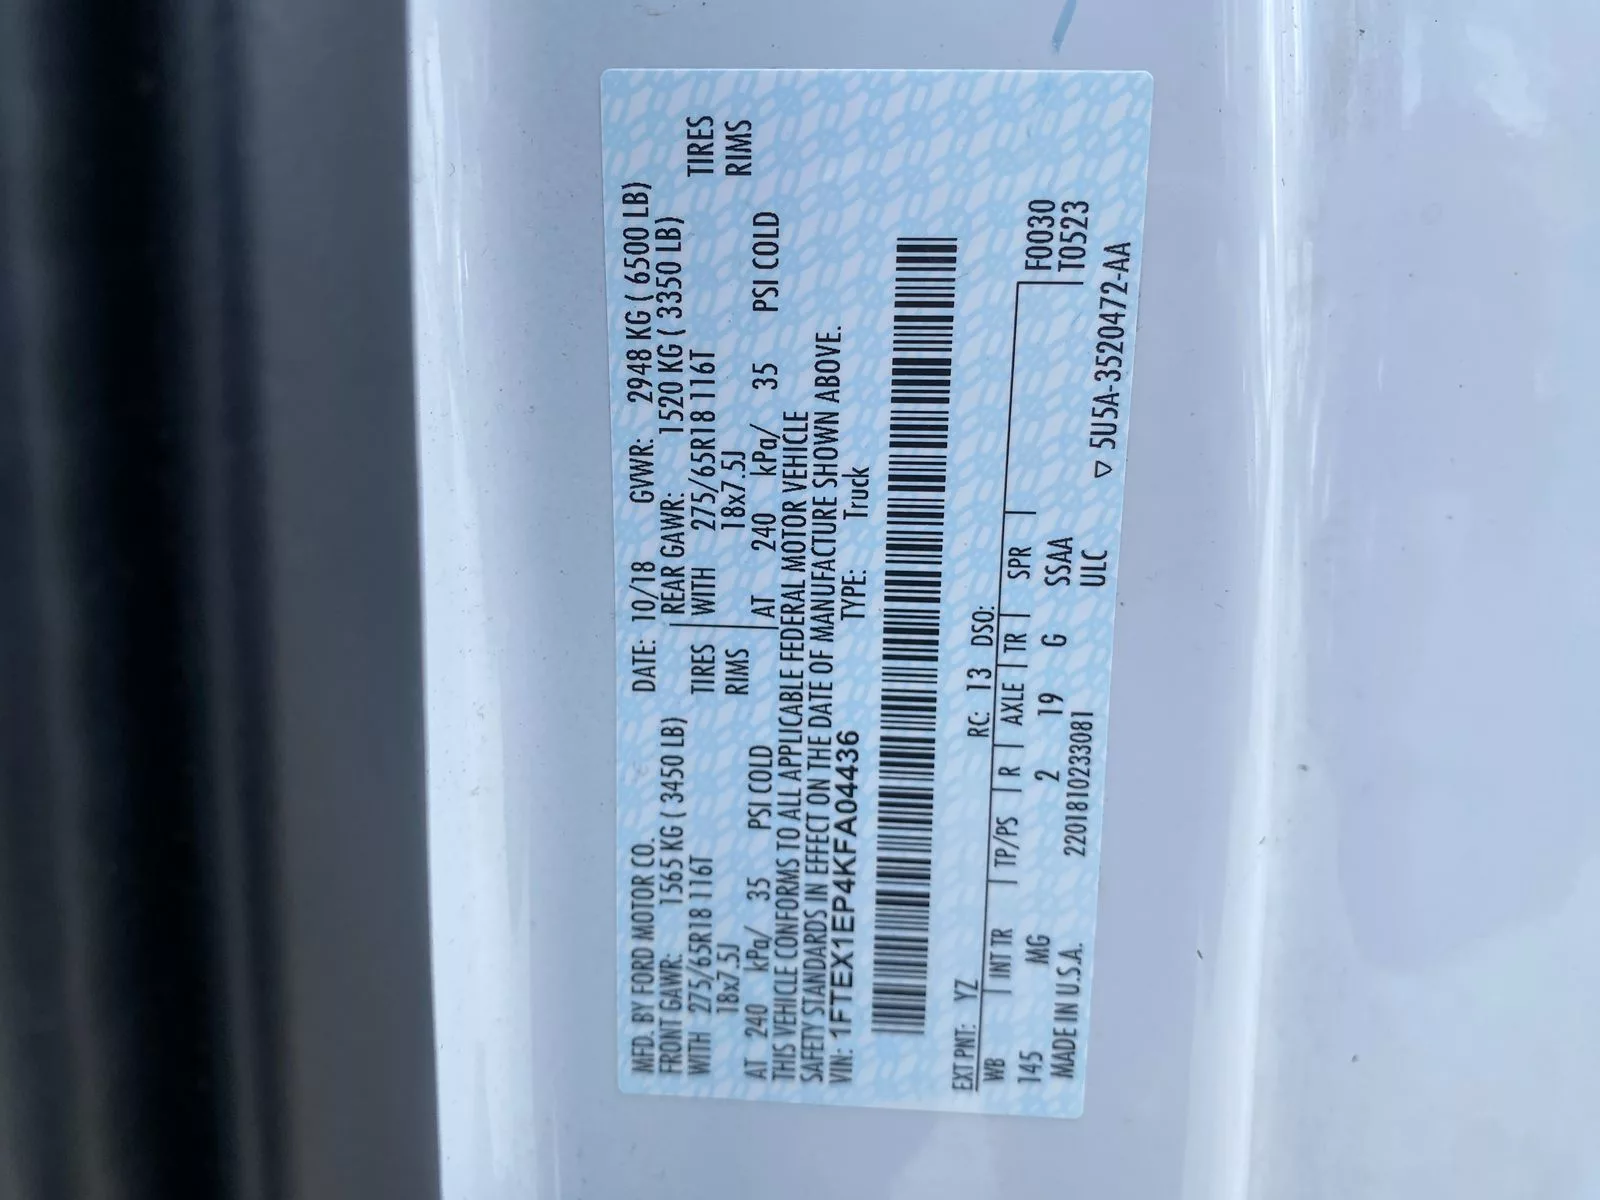 MFD. BY FORD MOTOR CO. DATE: 10/18 GVWR: 2948 KG ( 6500 LB)
FRONT GAWR: 1565 KG ( 3450 LB) REAR GAWR: 1520 KG ( 3350 LB)
WITH 275/65R18 116T TIRES WITH 275/65R18 116T TIRES
18x7.5J RIMS 18x7.5J RIMS
AT 240 kPa/ 35 PSI COLD AT 240 kPa/ 35 PSI COLD
THIS VEHICLE CONFORMS TO ALL APPLICABLE FEDERAL MOTOR VEHICLE
SAFETY STANDARDS IN EFFECT ON THE DATE OF MANUFACTURE SHOWN ABOVE.
VIN: 1FTEX1EP4KFA04436 TYPE: Truck
EXT PNT: YZ RC: 13 DSO:
WB | INT TR | TP/PS | R | AXLE | TR | SPR | F0030
145 MG 2 19 G SSAA T0523
MADE IN U.S.A. 220181023308​1 ULC
▽ 5U5A-3520472-AA